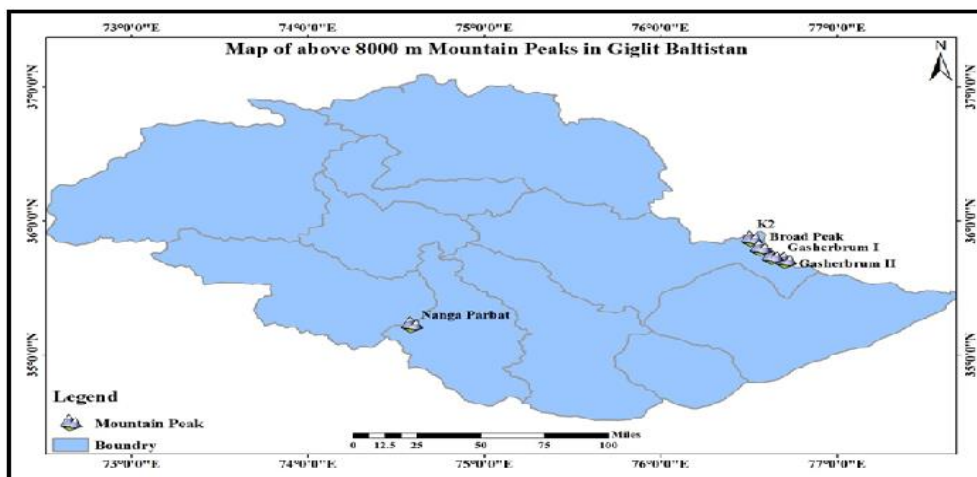 73°0'0"E 74°0'0"E 75°0'0"E 76°0'0"E 77°0'0"E
Map of above 8000 m Mountain Peaks in Giglit Baltistan
N
37°0'0"N 37°0'0"N
36°0'0"N 36°0'0"N
K2
Broad Peak
Gasherbrum I
Gasherbrum II
Nanga Parbat
35°0'0"N 35°0'0"N
Legend
Mountain Peak
Boundry
Miles
0 12.5 25 50 75 100
73°0'0"E 74°0'0"E 75°0'0"E 76°0'0"E 77°0'0"E